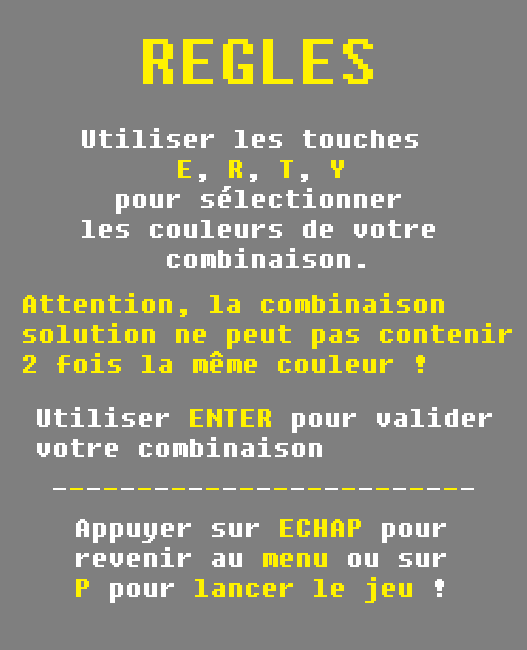 REGLES
Utiliser les touches
E, R, T, Y
pour sélectionner
les couleurs de votre
combinaison.
Attention, la combinaison
solution ne peut pas contenir
2 fois la même couleur !
Utiliser ENTER pour valider
votre combinaison
-------------------------
Appuyer sur ECHAP pour
revenir au menu ou sur
P pour lancer le jeu !